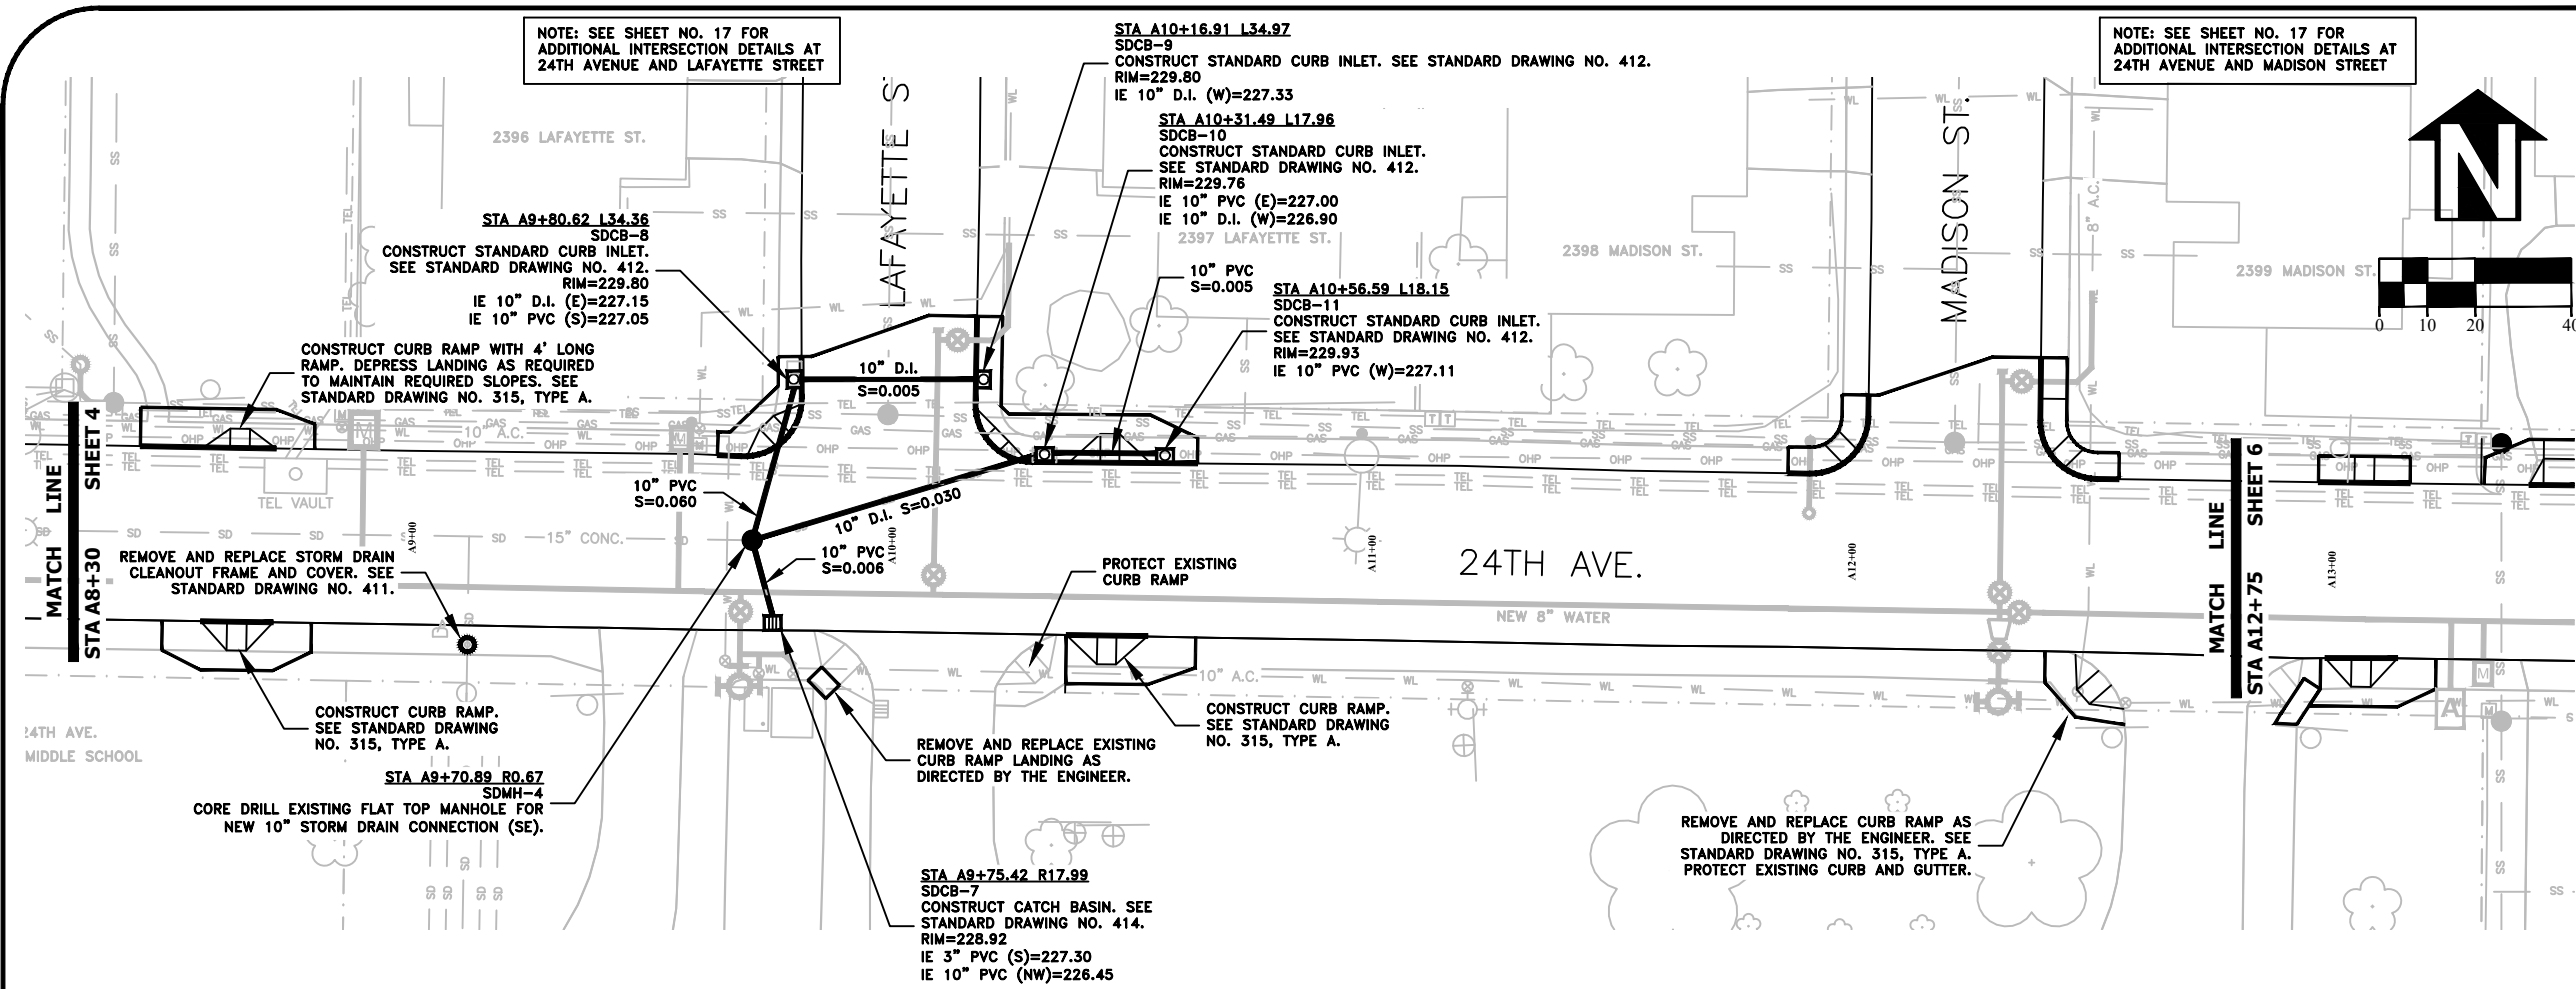 NOTE: SEE SHEET NO. 17 FOR
ADDITIONAL INTERSECTION DETAILS AT
24TH AVENUE AND LAFAYETTE STREET
STA A10+16.91 L34.97
SDCB-9
CONSTRUCT STANDARD CURB INLET. SEE STANDARD DRAWING NO. 412.
RIM=229.80
IE 10" D.I. (W)=227.33
NOTE: SEE SHEET NO. 17 FOR
ADDITIONAL INTERSECTION DETAILS AT
24TH AVENUE AND MADISON STREET
STA A10+31.49 L17.96
SDCB-10
CONSTRUCT STANDARD CURB INLET.
SEE STANDARD DRAWING NO. 412.
RIM=229.76
IE 10" PVC (E)=227.00
IE 10" D.I. (W)=226.90
2396 LAFAYETTE ST.
LAFAYETTE S
2397 LAFAYETTE ST.
2398 MADISON ST.
MADISON ST.
8" A.C.
2399 MADISON ST.
N
0 10 20 40
STA A9+80.62 L34.36
SDCB-8
CONSTRUCT STANDARD CURB INLET.
SEE STANDARD DRAWING NO. 412.
RIM=229.80
IE 10" D.I. (E)=227.15
IE 10" PVC (S)=227.05
10" PVC
S=0.005
STA A10+56.59 L18.15
SDCB-11
CONSTRUCT STANDARD CURB INLET.
SEE STANDARD DRAWING NO. 412.
RIM=229.93
IE 10" PVC (W)=227.11
CONSTRUCT CURB RAMP WITH 4' LONG
RAMP. DEPRESS LANDING AS REQUIRED
TO MAINTAIN REQUIRED SLOPES. SEE
STANDARD DRAWING NO. 315, TYPE A.
10" D.I.
S=0.005
10" A.C.
MATCH LINE
STA A8+30 SHEET 4
TEL VAULT
10" PVC
S=0.060
10" D.I. S=0.030
15" CONC.
A9+00
A10+00
A11+00
A12+00
A13+00
10" PVC
S=0.006
24TH AVE.
NEW 8" WATER
MATCH LINE
STA A12+75 SHEET 6
REMOVE AND REPLACE STORM DRAIN
CLEANOUT FRAME AND COVER. SEE
STANDARD DRAWING NO. 411.
PROTECT EXISTING
CURB RAMP
10" A.C.
CONSTRUCT CURB RAMP.
SEE STANDARD DRAWING
NO. 315, TYPE A.
CONSTRUCT CURB RAMP.
SEE STANDARD DRAWING
NO. 315, TYPE A.
24TH AVE.
MIDDLE SCHOOL
REMOVE AND REPLACE EXISTING
CURB RAMP LANDING AS
DIRECTED BY THE ENGINEER.
STA A9+70.89 R0.67
SDMH-4
CORE DRILL EXISTING FLAT TOP MANHOLE FOR
NEW 10" STORM DRAIN CONNECTION (SE).
REMOVE AND REPLACE CURB RAMP AS
DIRECTED BY THE ENGINEER. SEE
STANDARD DRAWING NO. 315, TYPE A.
PROTECT EXISTING CURB AND GUTTER.
STA A9+75.42 R17.99
SDCB-7
CONSTRUCT CATCH BASIN. SEE
STANDARD DRAWING NO. 414.
RIM=228.92
IE 3" PVC (S)=227.30
IE 10" PVC (NW)=226.45